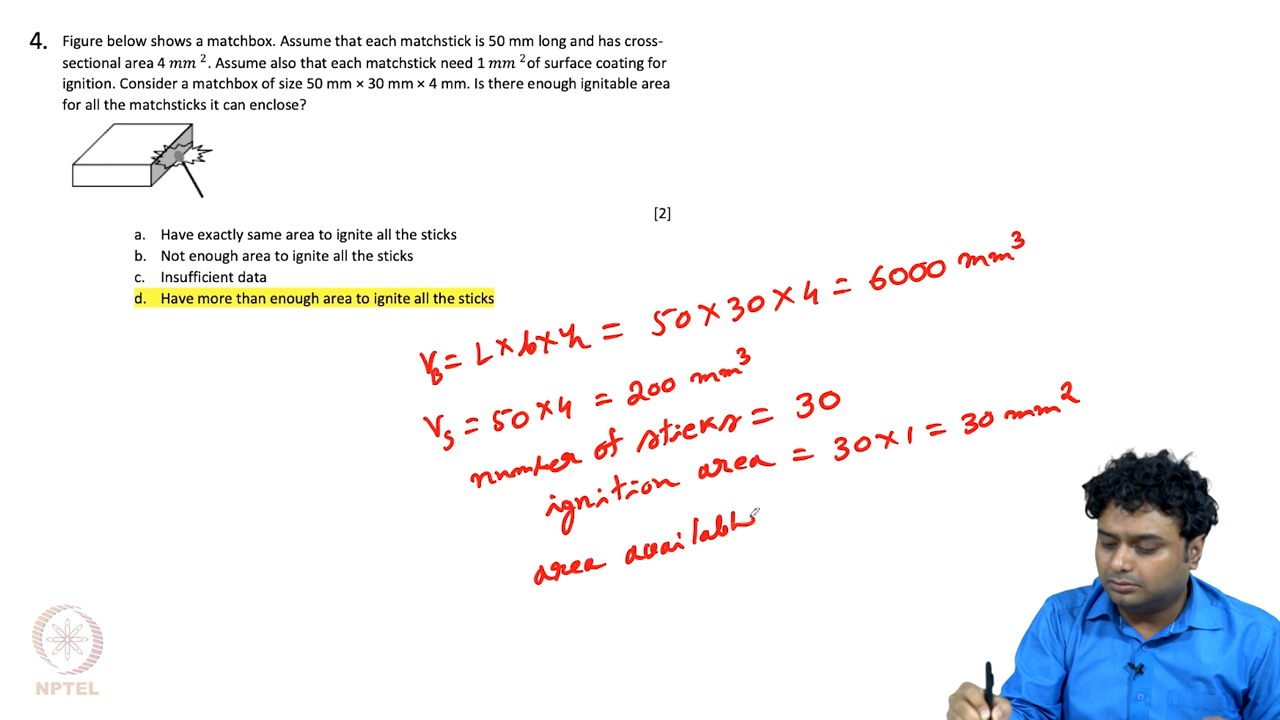 4. Figure below shows a matchbox. Assume that each matchstick is 50 mm long and has cross-
sectional area 4 mm ². Assume also that each matchstick need 1 mm ² of surface coating for
ignition. Consider a matchbox of size 50 mm × 30 mm × 4 mm. Is there enough ignitable area
for all the matchsticks it can enclose?
[2]
a. Have exactly same area to ignite all the sticks
b. Not enough area to ignite all the sticks
c. Insufficient data
d. Have more than enough area to ignite all the sticks
V_B = L × b × h = 50 × 30 × 4 = 6000 mm³
V_S = 50 × 4 = 200 mm³
number of sticks = 30
ignition area = 30 × 1 = 30 mm²
area available
NPTEL